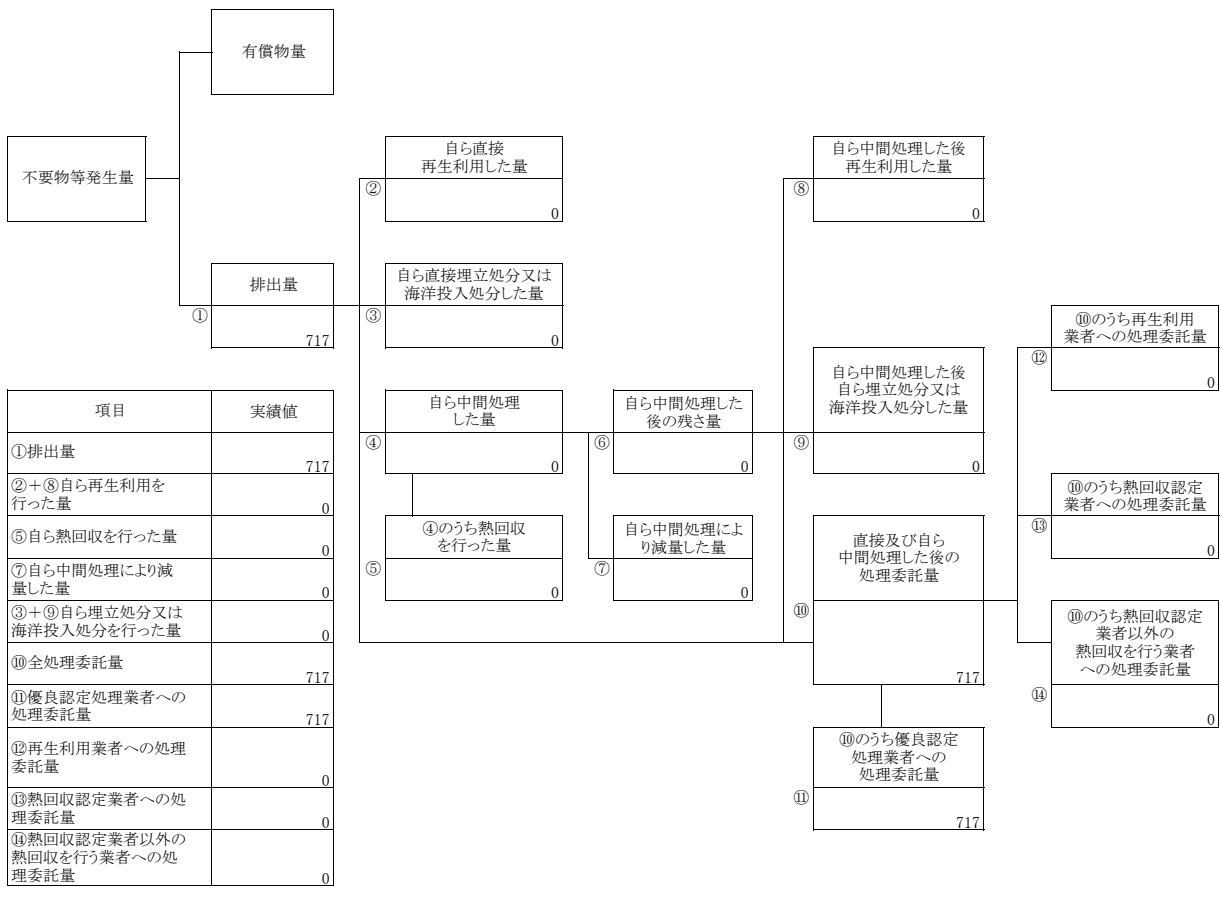 有償物量
不要物等発生量
排出量
①
717
自ら直接
再生利用した量
②
0
自ら直接埋立処分又は
海洋投入処分した量
③
0
自ら中間処理
した量
④
0
④のうち熱回収
を行った量
⑤
0
自ら中間処理した
後の残さ量
⑥
0
自ら中間処理によ
り減量した量
⑦
0
自ら中間処理した後
再生利用した量
⑧
0
自ら中間処理した後
自ら埋立処分又は
海洋投入処分した量
⑨
0
直接及び自ら
中間処理した後の
処理委託量
⑩
717
⑩のうち優良認定
処理業者への
処理委託量
⑪
717
⑩のうち再生利用
業者への処理委託量
⑫
0
⑩のうち熱回収認定
業者への処理委託量
⑬
0
⑩のうち熱回収認定
業者以外の
熱回収を行う業者
への処理委託量
⑭
0
項目 実績値
①排出量
717
②＋⑧自ら再生利用を
行った量
0
⑤自ら熱回収を行った量
0
⑦自ら中間処理により減
量した量
0
③＋⑨自ら埋立処分又は
海洋投入処分を行った量
0
⑩全処理委託量
717
⑪優良認定処理業者への
処理委託量
717
⑫再生利用業者への処理
委託量
0
⑬熱回収認定業者への処
理委託量
0
⑭熱回収認定業者以外の
熱回収を行う業者への処
理委託量
0